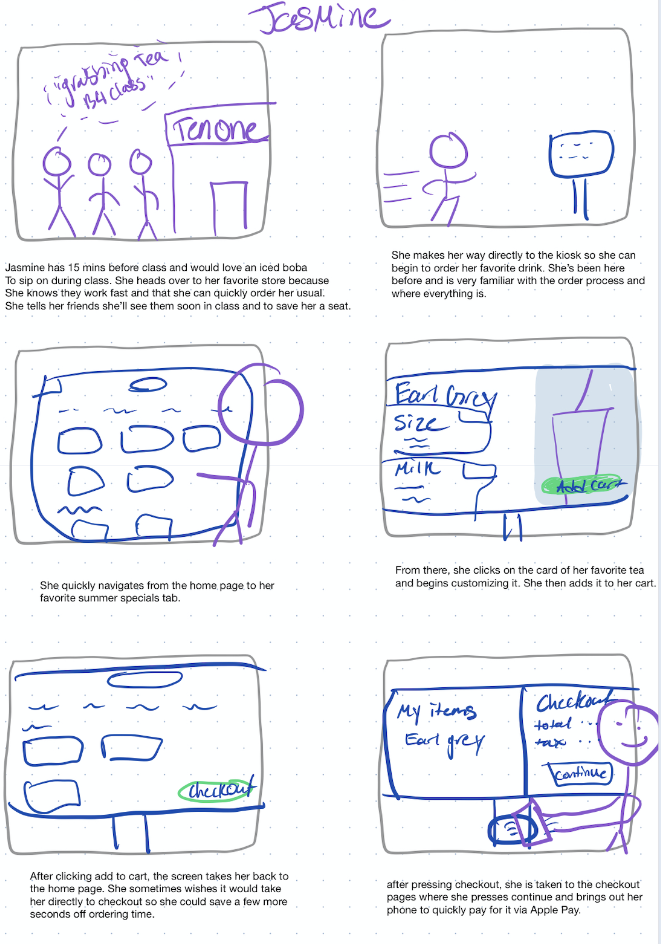 Jasmine
"grabbing Tea
B4 Class"
Ten One
Jasmine has 15 mins before class and would love an iced boba
To sip on during class. She heads over to her favorite store because
She knows they work fast and that she can quickly order her usual.
She tells her friends she'll see them soon in class and to save her a seat.
She makes her way directly to the kiosk so she can
begin to order her favorite drink. She's been here
before and is very familiar with the order process and
where everything is.
She quickly navigates from the home page to her
favorite summer specials tab.
Earl Grey
Size
Milk
Add Cart
From there, she clicks on the card of her favorite tea
and begins customizing it. She then adds it to her cart.
Checkout
After clicking add to cart, the screen takes her back to
the home page. She sometimes wishes it would take
her directly to checkout so she could save a few more
seconds off ordering time.
My items
Earl grey
Checkout
total ...
tax ..
Continue
after pressing checkout, she is taken to the checkout
pages where she presses continue and brings out her
phone to quickly pay for it via Apple Pay.